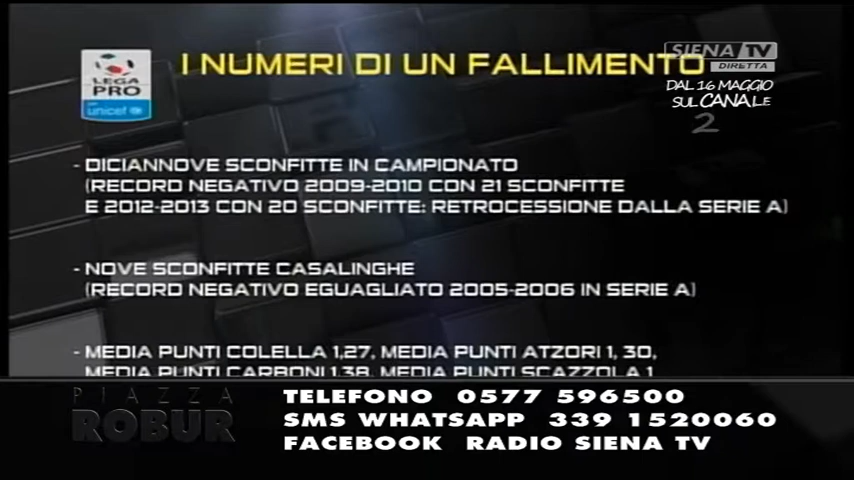 I NUMERI DI UN FALLIMENTO
SIENA TV
DIRETTA
DAL 16 MAGGIO
SUL CANALE
2
LEGA
PRO
unicef
- DICIANNOVE SCONFITTE IN CAMPIONATO
(RECORD NEGATIVO 2009-2010 CON 21 SCONFITTE
E 2012-2013 CON 20 SCONFITTE: RETROCESSIONE DALLA SERIE A)
- NOVE SCONFITTE CASALINGHE
(RECORD NEGATIVO EGUAGLIATO 2005-2006 IN SERIE A)
- MEDIA PUNTI COLELLA 1,27, MEDIA PUNTI ATZORI 1, 30,
MEDIA PUNTI CARBONI 1,38, MEDIA PUNTI SCAZZOLA 1
PIAZZA
ROBUR
TELEFONO 0577 596500
SMS WHATSAPP 339 1520060
FACEBOOK RADIO SIENA TV